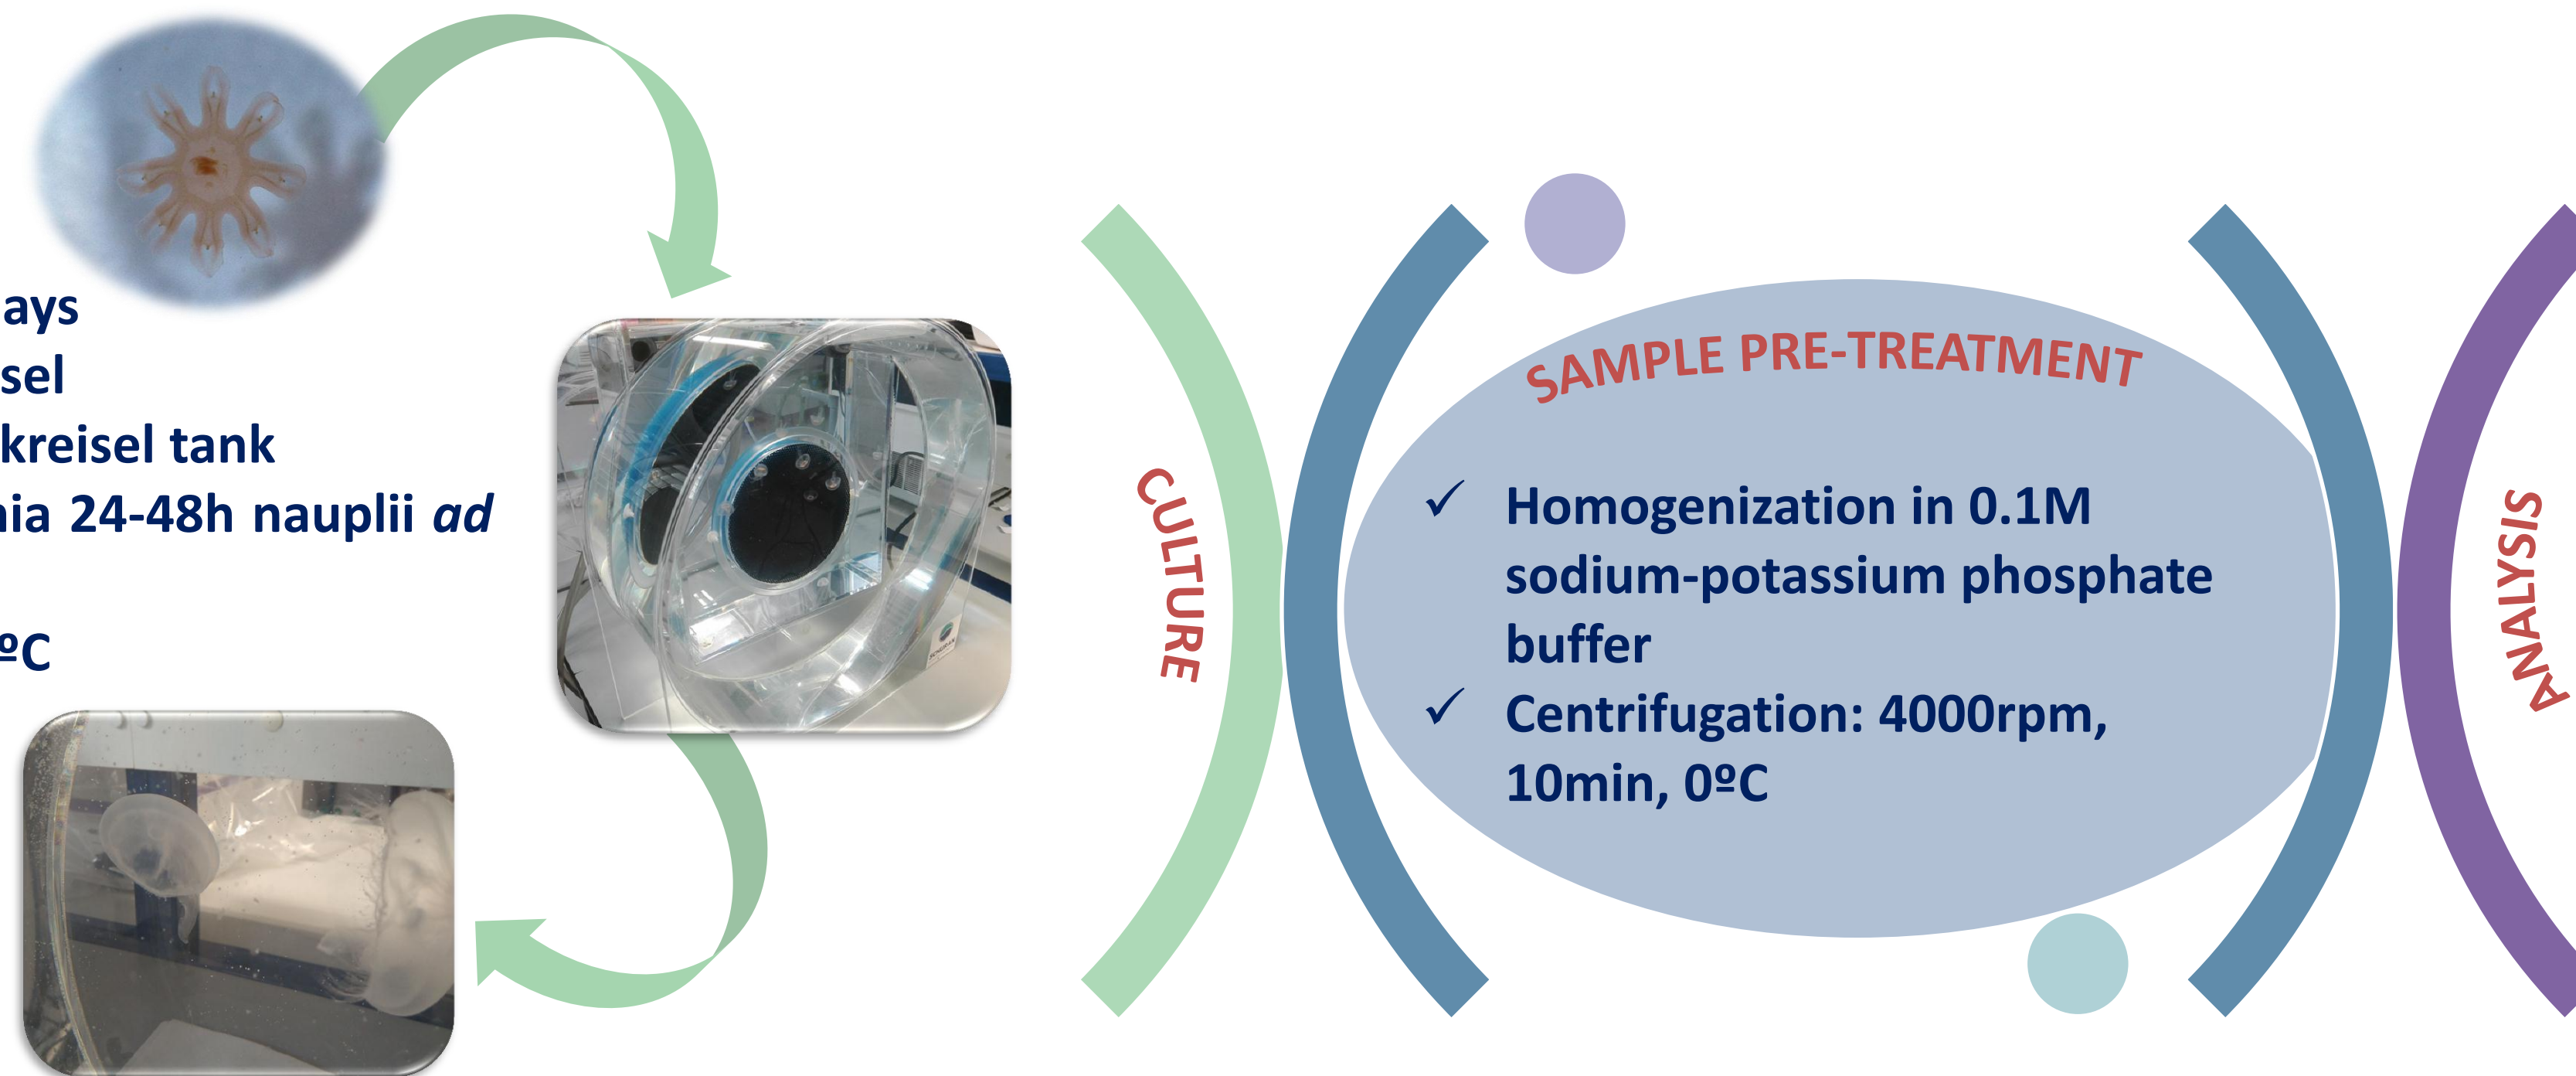 ays
sel
kreisel tank
nia 24-48h nauplii ad
ºC
CULTURE
SAMPLE PRE-TREATMENT
✓ Homogenization in 0.1M
sodium-potassium phosphate
buffer
✓ Centrifugation: 4000rpm,
10min, 0ºC
ANALYSIS